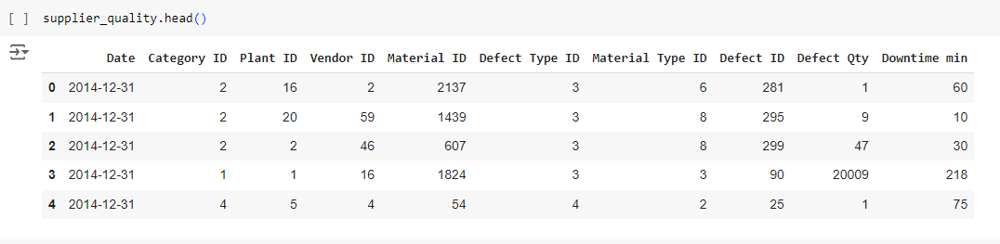 [ ] supplier_quality.head()
Date Category ID Plant ID Vendor ID Material ID Defect Type ID Material Type ID Defect ID Defect Qty Downtime min
0 2014-12-31 2 16 2 2137 3 6 281 1 60
1 2014-12-31 2 20 59 1439 3 8 295 9 10
2 2014-12-31 2 2 46 607 3 8 299 47 30
3 2014-12-31 1 1 16 1824 3 3 90 20009 218
4 2014-12-31 4 5 4 54 4 2 25 1 75